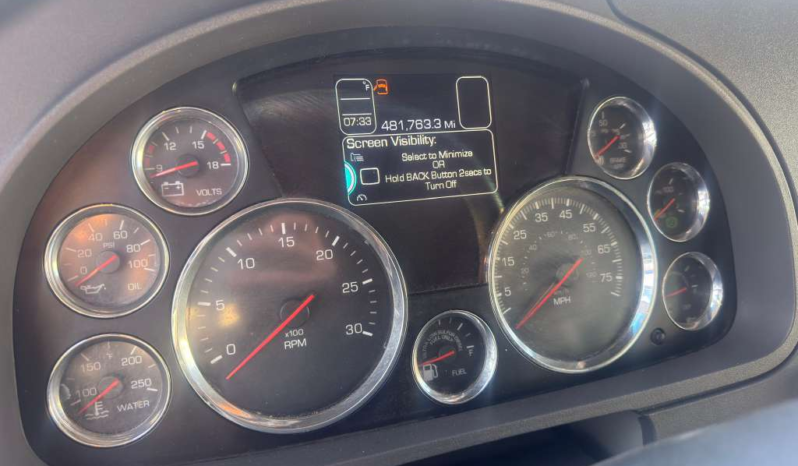 °F
07:33
481,763.3 Mi
Screen Visibility:
Select to Minimize
OR
Hold BACK Button 2secs to
Turn Off
9 12 15 18
VOLTS
0 20 40 60 80 100
PSI
OIL
100 150 200 250
WATER
0 5 10 15 20 25 30
x100
RPM
FUEL
5 15 25 35 45 55 65 75
MPH